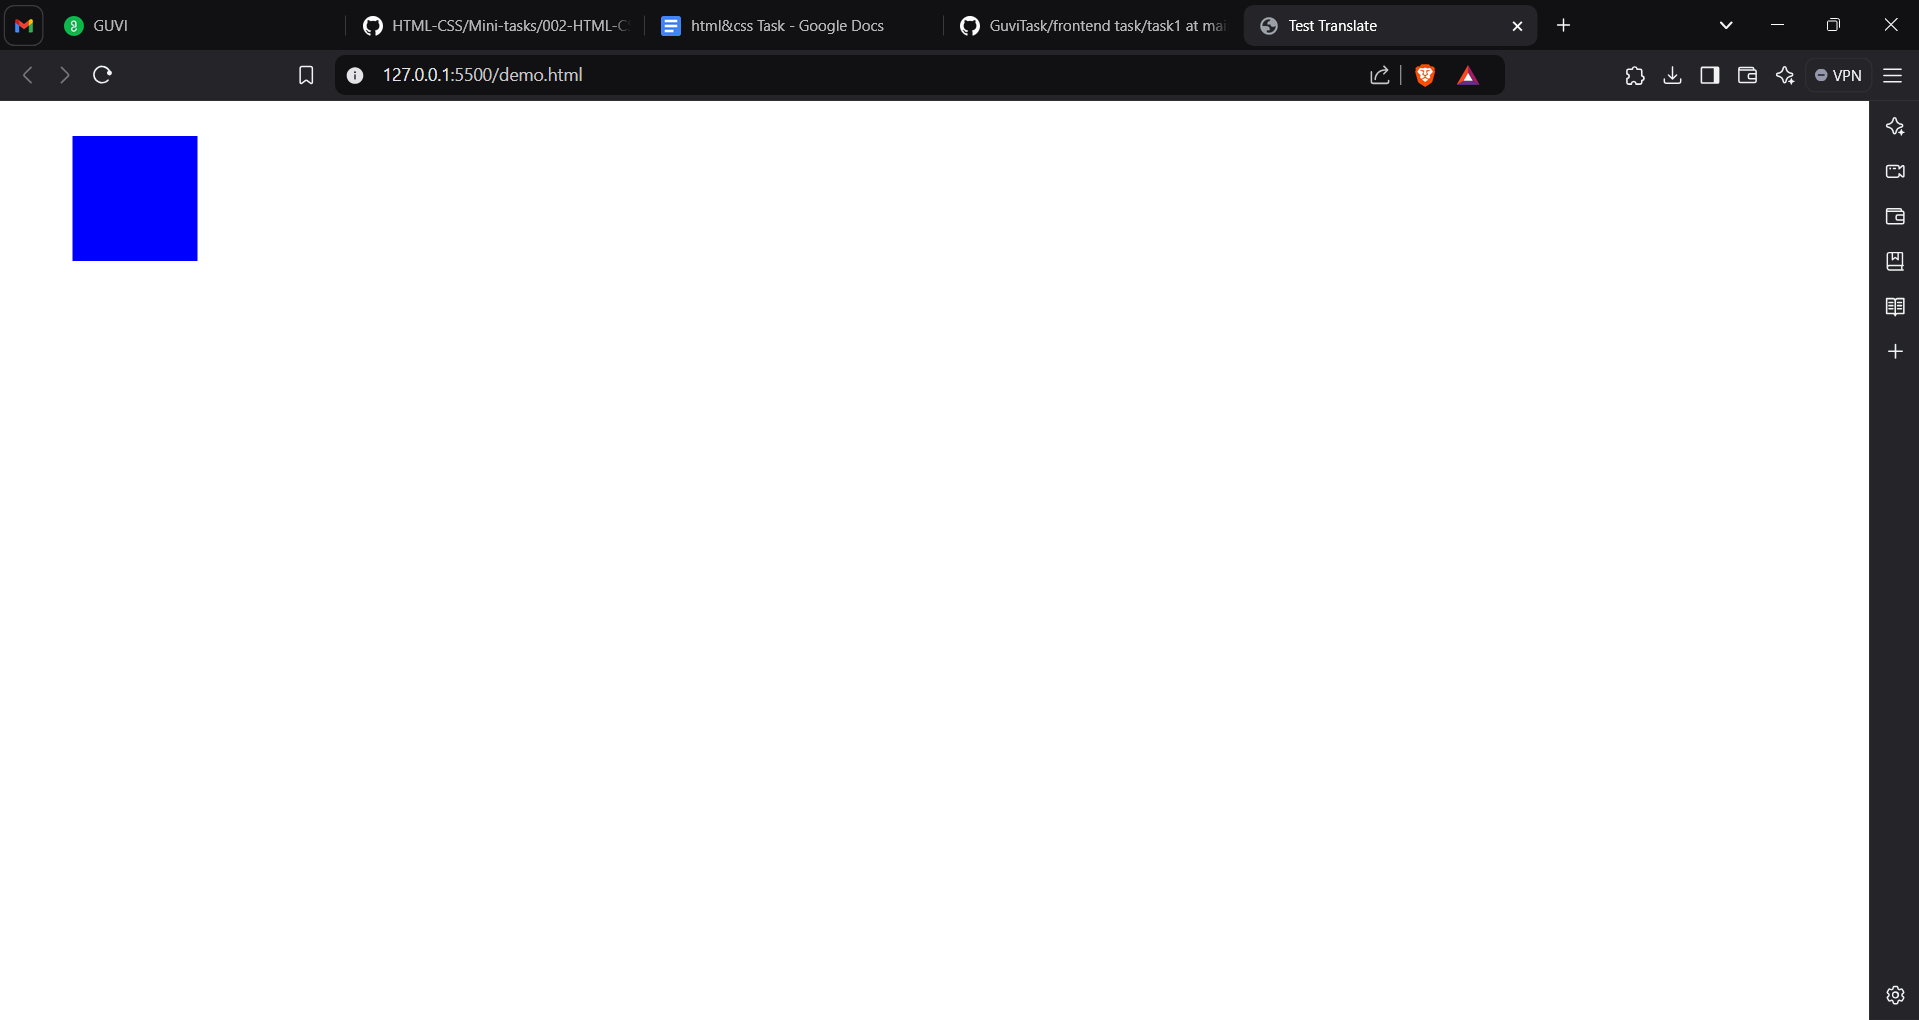 GUVI
HTML-CSS/Mini-tasks/002-HTML-C
html&css Task - Google Docs
GuviTask/frontend task/task1 at mai
Test Translate
127.0.0.1:5500/demo.html
VPN